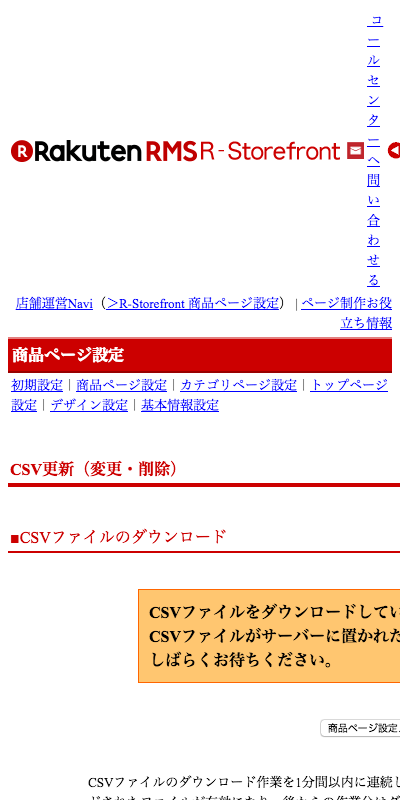 コールセンターへ問い合わせる
Rakuten RMS R-Storefront
店舗運営Navi（＞R-Storefront 商品ページ設定）｜ページ制作お役
立ち情報
商品ページ設定
初期設定｜商品ページ設定｜カテゴリページ設定｜トップページ
設定｜デザイン設定｜基本情報設定
CSV更新（変更・削除）
■CSVファイルのダウンロード
CSVファイルをダウンロードしてい
CSVファイルがサーバーに置かれた
しばらくお待ちください。
商品ページ設定
CSVファイルのダウンロード作業を1分間以内に連続し